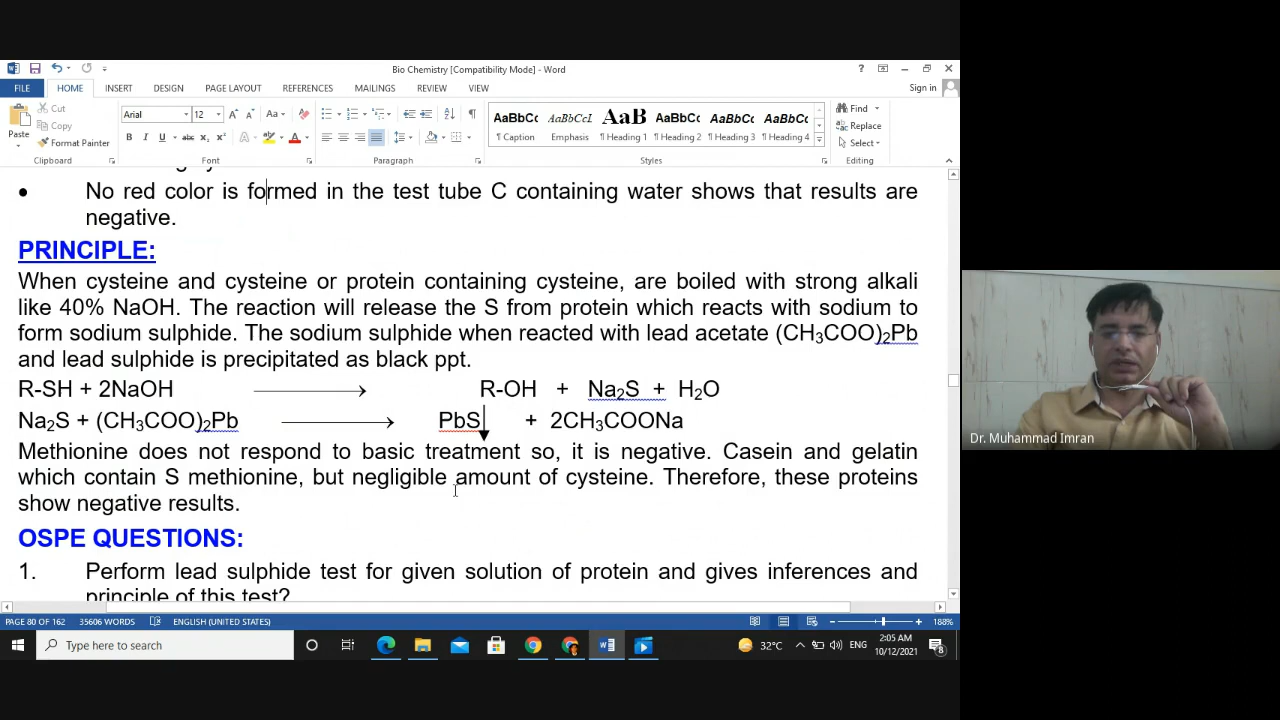 Bio Chemistry [Compatibility Mode] - Word
FILE HOME INSERT DESIGN PAGE LAYOUT REFERENCES MAILINGS REVIEW VIEW Sign in
Paste Cut Copy Format Painter
Arial 12
AaBbCc AaBbCcI AaB AaBbCc AaBbCc AaBbCc
¶ Caption Emphasis ¶ Heading 1 ¶ Heading 2 ¶ Heading 3 ¶ Heading 4
Find Replace Select
Clipboard Font Paragraph Styles Editing
• No red color is formed in the test tube C containing water shows that results are
negative.
PRINCIPLE:
When cysteine and cysteine or protein containing cysteine, are boiled with strong alkali
like 40% NaOH. The reaction will release the S from protein which reacts with sodium to
form sodium sulphide. The sodium sulphide when reacted with lead acetate (CH₃COO)₂Pb
and lead sulphide is precipitated as black ppt.
R-SH + 2NaOH → R-OH + Na₂S + H₂O
Na₂S + (CH₃COO)₂Pb → PbS↓ + 2CH₃COONa
Methionine does not respond to basic treatment so, it is negative. Casein and gelatin
which contain S methionine, but negligible amount of cysteine. Therefore, these proteins
show negative results.
OSPE QUESTIONS:
1. Perform lead sulphide test for given solution of protein and gives inferences and
principle of this test?
PAGE 80 OF 162 35606 WORDS ENGLISH (UNITED STATES) 188%
Type here to search 32°C ENG 2:05 AM
10/12/2021 8
Dr. Muhammad Imran